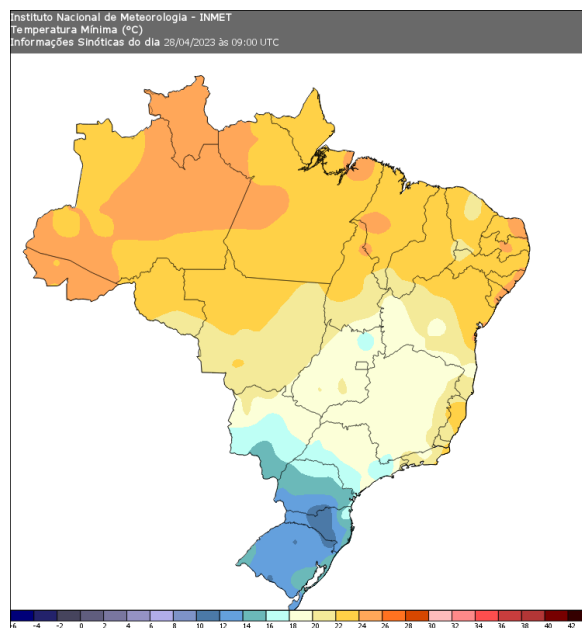 Instituto Nacional de Meteorologia - INMET
Temperatura Mínima (°C)
Informações Sinóticas do dia 28/04/2023 às 09:00 UTC
-6 -4 -2 0 2 4 6 8 10 12 14 16 18 20 22 24 26 28 30 32 34 36 38 40 42